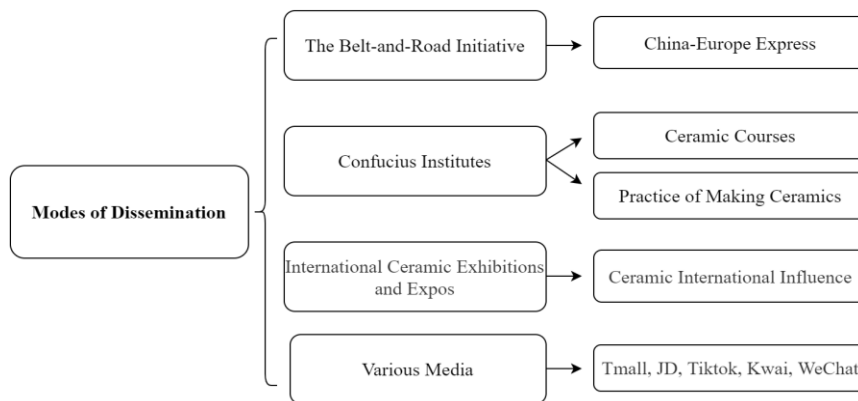 The Belt-and-Road Initiative
China-Europe Express
Confucius Institutes
Ceramic Courses
Practice of Making Ceramics
Modes of Dissemination
International Ceramic Exhibitions
and Expos
Ceramic International Influence
Various Media
Tmall, JD, Tiktok, Kwai, WeChat